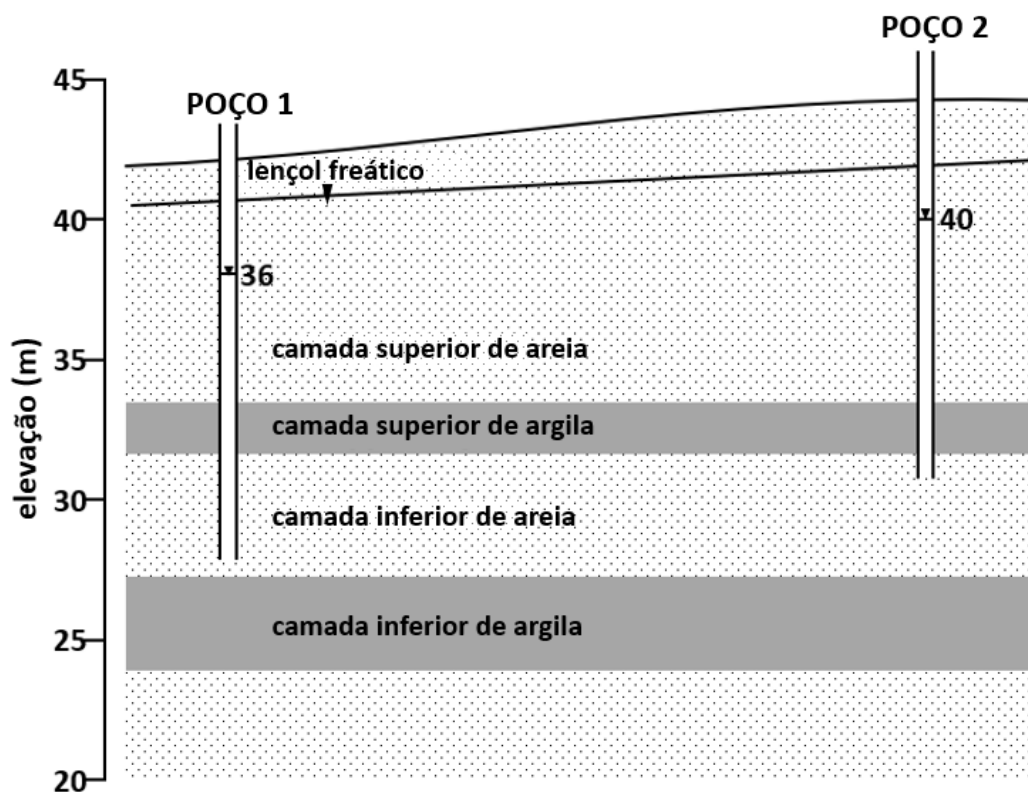 POÇO 2
45
POÇO 1
lençol freático
40
40
36
35
camada superior de areia
camada superior de argila
elevação (m)
30
camada inferior de areia
25
camada inferior de argila
20